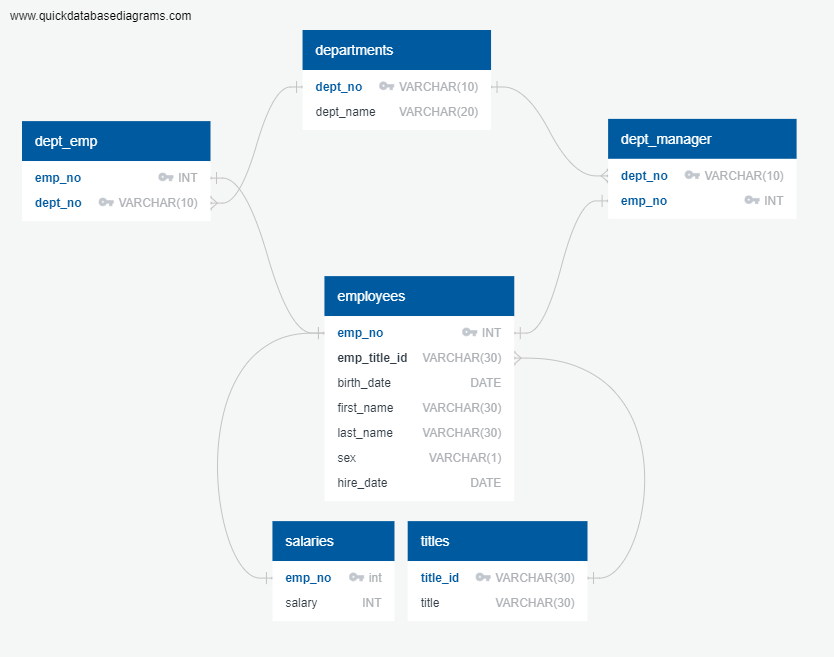 www.quickdatabasediagrams.com
departments
dept_no VARCHAR(10)
dept_name VARCHAR(20)
dept_emp
emp_no INT
dept_no VARCHAR(10)
dept_manager
dept_no VARCHAR(10)
emp_no INT
employees
emp_no INT
emp_title_id VARCHAR(30)
birth_date DATE
first_name VARCHAR(30)
last_name VARCHAR(30)
sex VARCHAR(1)
hire_date DATE
salaries
emp_no int
salary INT
titles
title_id VARCHAR(30)
title VARCHAR(30)